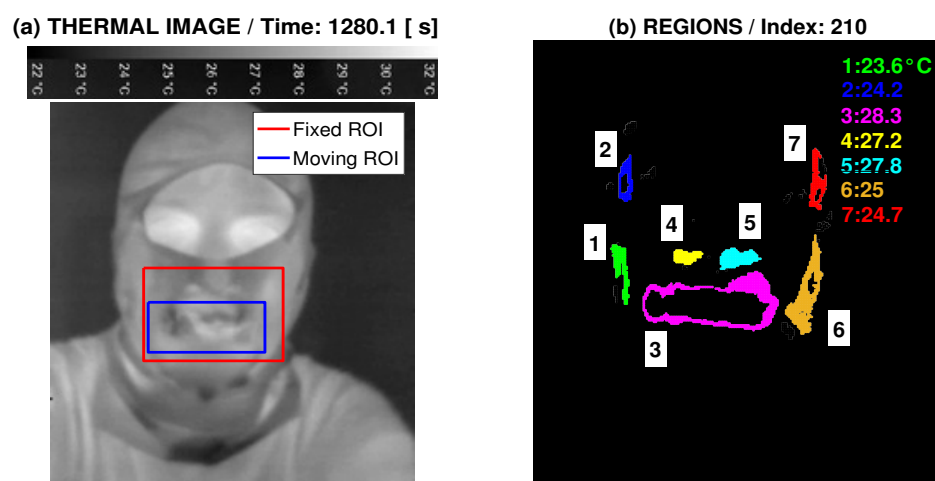 (a) THERMAL IMAGE / Time: 1280.1 [ s]
22 °C 23 °C 24 °C 25 °C 26 °C 27 °C 28 °C 29 °C 30 °C 32 °C
Fixed ROI
Moving ROI
(b) REGIONS / Index: 210
1:23.6°C
2:24.2
3:28.3
4:27.2
5:27.8
6:25
7:24.7
2
7
4
5
1
3
6